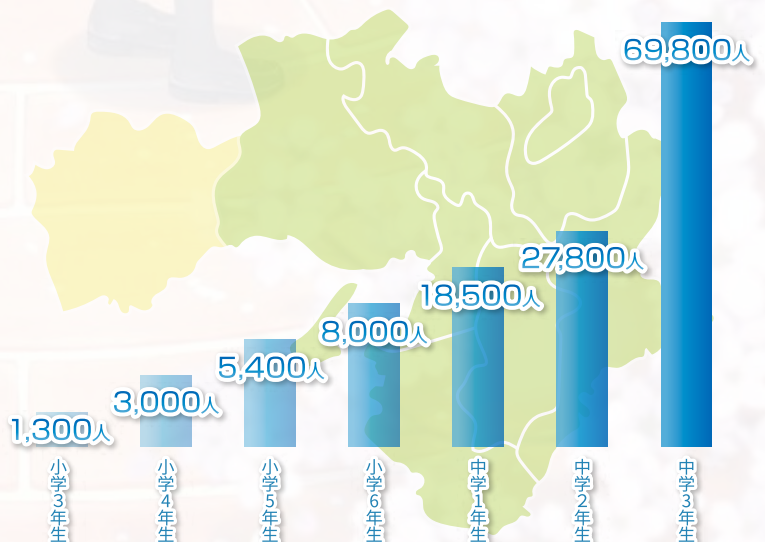 69,800人
27,800人
18,500人
8,000人
5,400人
3,000人
1,300人
小学3年生
小学4年生
小学5年生
小学6年生
中学1年生
中学2年生
中学3年生